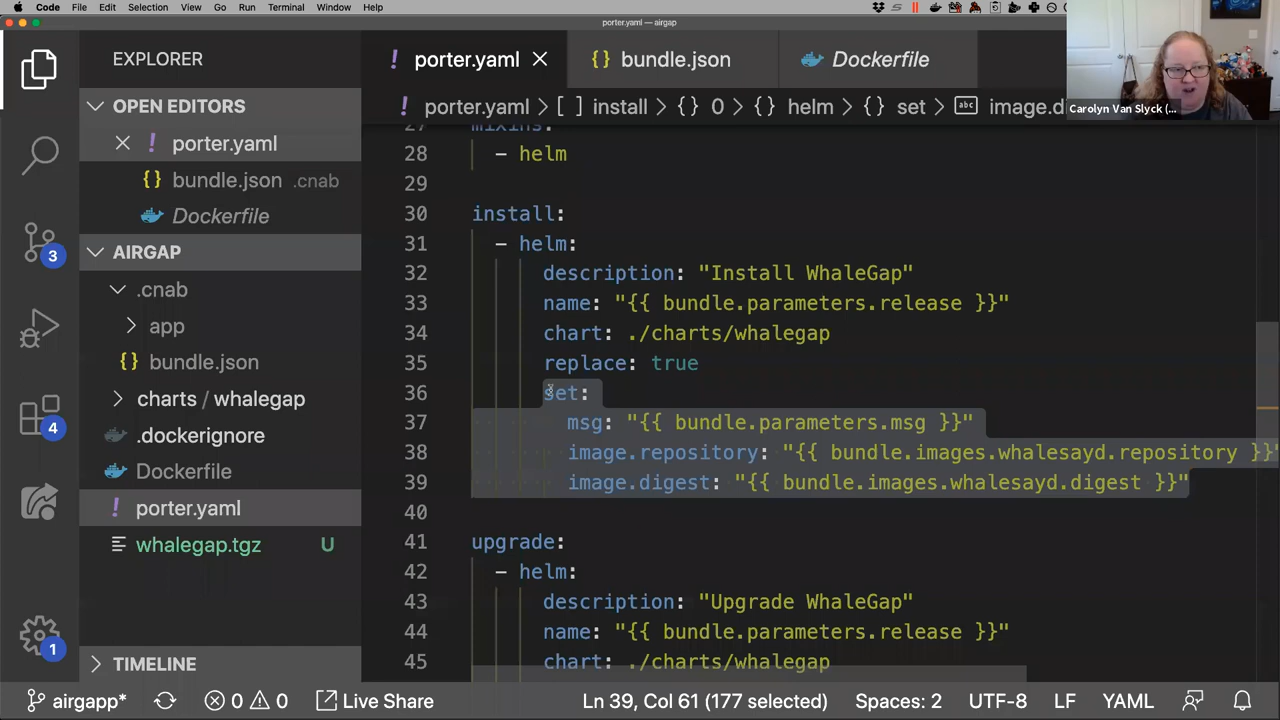 Code File Edit Selection View Go Run Terminal Window Help
porter.yaml — airgap
EXPLORER
OPEN EDITORS
porter.yaml
bundle.json .cnab
Dockerfile
AIRGAP
.cnab
app
bundle.json
charts / whalegap
.dockerignore
Dockerfile
porter.yaml
whalegap.tgz U
TIMELINE
3
4
1
porter.yaml
bundle.json
Dockerfile
porter.yaml > [ ] install > {} 0 > {} helm > {} set > abc image.d
Carolyn Van Slyck (...
27 mixins:
28 - helm
29
30 install:
31 - helm:
32 description: "Install WhaleGap"
33 name: "{{ bundle.parameters.release }}"
34 chart: ./charts/whalegap
35 replace: true
36 set:
37 msg: "{{ bundle.parameters.msg }}"
38 image.repository: "{{ bundle.images.whalesayd.repository }}"
39 image.digest: "{{ bundle.images.whalesayd.digest }}"
40
41 upgrade:
42 - helm:
43 description: "Upgrade WhaleGap"
44 name: "{{ bundle.parameters.release }}"
45 chart: ./charts/whalegap
airgapp* 0 0 Live Share Ln 39, Col 61 (177 selected) Spaces: 2 UTF-8 LF YAML